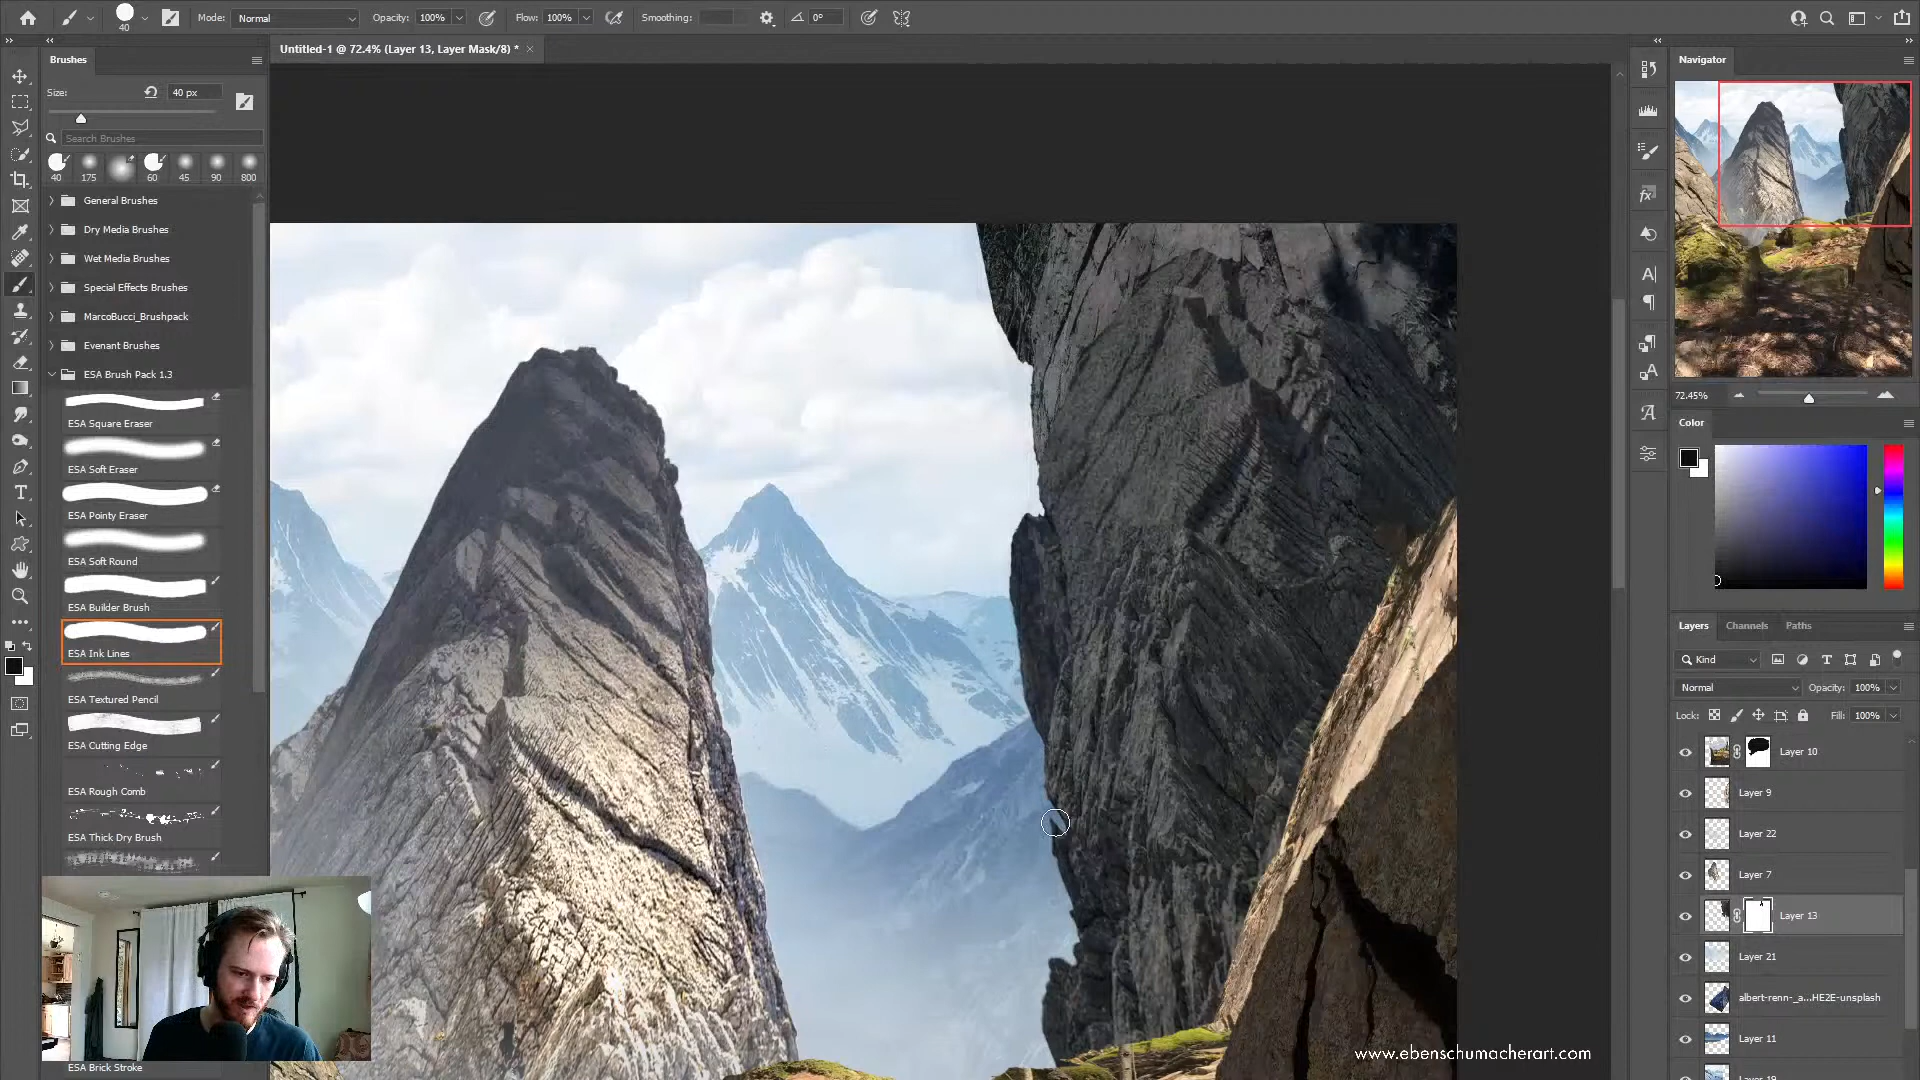 Mode: Normal Opacity: 100% Flow: 100% Smoothing: 0°
40
Untitled-1 @ 72.4% (Layer 13, Layer Mask/8) *
Brushes
Size: 40 px
Search Brushes
40 175 60 45 90 800
General Brushes
Dry Media Brushes
Wet Media Brushes
Special Effects Brushes
MarcoBucci_Brushpack
Evenant Brushes
ESA Brush Pack 1.3
ESA Square Eraser
ESA Soft Eraser
ESA Pointy Eraser
ESA Soft Round
ESA Builder Brush
ESA Ink Lines
ESA Textured Pencil
ESA Cutting Edge
ESA Rough Comb
ESA Thick Dry Brush
ESA Brick Stroke
Navigator
72.45%
Color
Layers Channels Paths
Kind
Normal Opacity: 100%
Lock: Fill: 100%
Layer 10
Layer 9
Layer 22
Layer 7
Layer 13
Layer 21
albert-renn-_a...HE2E-unsplash
Layer 11
www.ebenschumacherart.com